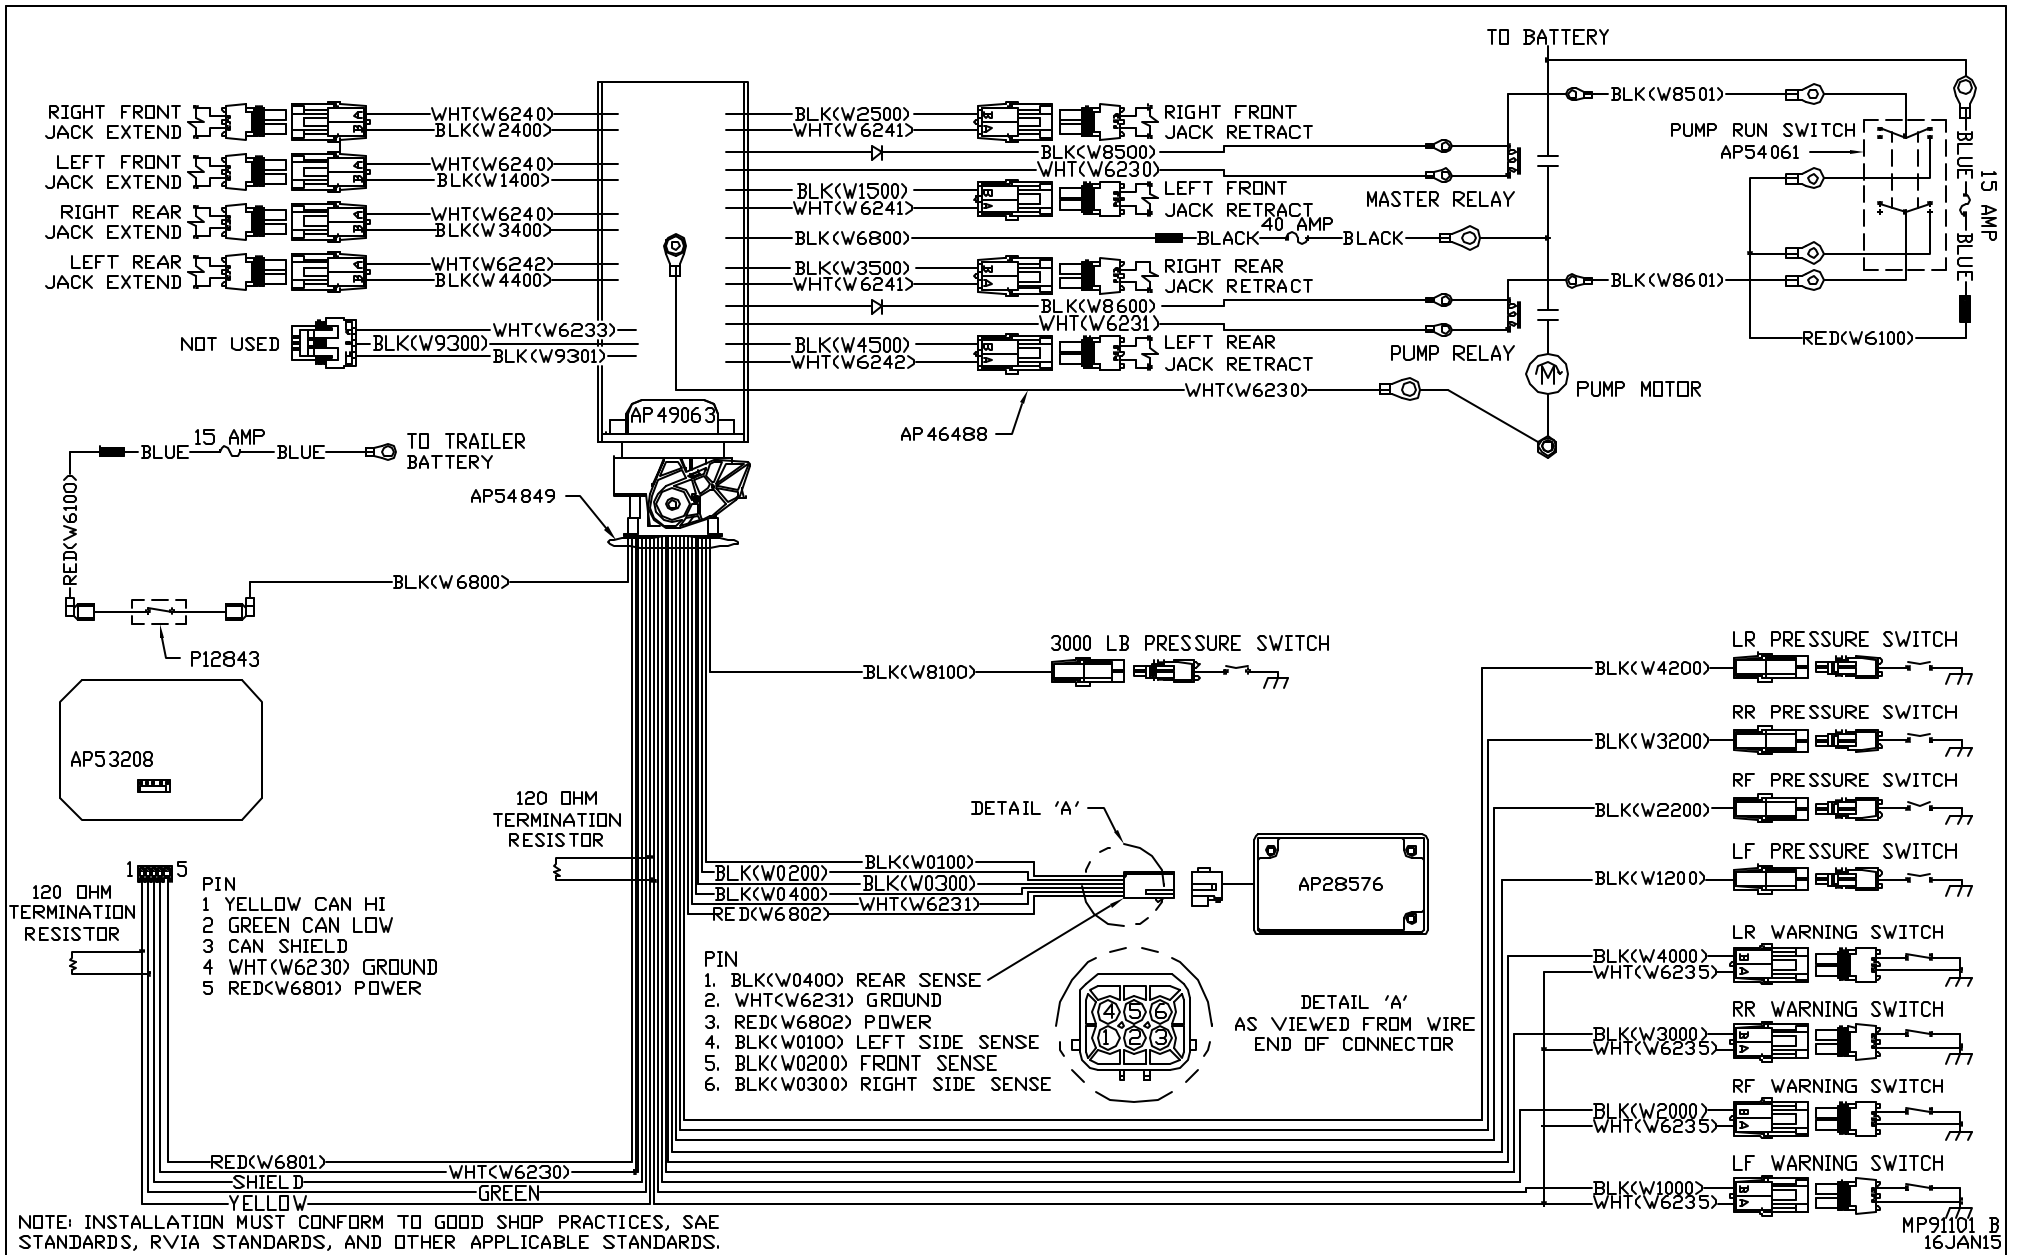 TO BATTERY
RIGHT FRONT
JACK EXTEND
WHT(W6240)
BLK(W2400)
LEFT FRONT
JACK EXTEND
WHT(W6240)
BLK(W1400)
RIGHT REAR
JACK EXTEND
WHT(W6240)
BLK(W3400)
LEFT REAR
JACK EXTEND
WHT(W6242)
BLK(W4400)
NOT USED
WHT(W6233)
BLK(W9300)
BLK(W9301)
BLK(W2500)
WHT(W6241)
RIGHT FRONT
JACK RETRACT
BLK(W8500)
WHT(W6230)
BLK(W1500)
WHT(W6241)
LEFT FRONT
JACK RETRACT
MASTER RELAY
BLK(W6800)
BLACK
40 AMP
BLACK
BLK(W3500)
WHT(W6241)
RIGHT REAR
JACK RETRACT
BLK(W8600)
WHT(W6231)
BLK(W4500)
WHT(W6242)
LEFT REAR
JACK RETRACT
PUMP RELAY
WHT(W6230)
AP46488
M
PUMP MOTOR
BLK(W8501)
PUMP RUN SWITCH
AP54061
BLUE
15 AMP
BLUE
BLK(W8601)
RED(W6100)
AP49063
15 AMP
BLUE
BLUE
TO TRAILER
BATTERY
AP54849
RED(W6100)
BLK(W6800)
P12843
AP53208
3000 LB PRESSURE SWITCH
BLK(W8100)
LR PRESSURE SWITCH
BLK(W4200)
RR PRESSURE SWITCH
BLK(W3200)
RF PRESSURE SWITCH
BLK(W2200)
LF PRESSURE SWITCH
BLK(W1200)
LR WARNING SWITCH
BLK(W4000)
WHT(W6235)
B
A
RR WARNING SWITCH
BLK(W3000)
WHT(W6235)
B
A
RF WARNING SWITCH
BLK(W2000)
WHT(W6235)
B
A
LF WARNING SWITCH
BLK(W1000)
WHT(W6235)
B
A
120 OHM
TERMINATION
RESISTOR
DETAIL 'A'
BLK(W0100)
BLK(W0200)
BLK(W0300)
BLK(W0400)
WHT(W6231)
RED(W6802)
AP28576
PIN
1. BLK(W0400) REAR SENSE
2. WHT(W6231) GROUND
3. RED(W6802) POWER
4. BLK(W0100) LEFT SIDE SENSE
5. BLK(W0200) FRONT SENSE
6. BLK(W0300) RIGHT SIDE SENSE
4 5 6
1 2 3
DETAIL 'A'
AS VIEWED FROM WIRE
END OF CONNECTOR
1 5
120 OHM
TERMINATION
RESISTOR
PIN
1 YELLOW CAN HI
2 GREEN CAN LOW
3 CAN SHIELD
4 WHT(W6230) GROUND
5 RED(W6801) POWER
RED(W6801)
WHT(W6230)
SHIELD
GREEN
YELLOW
NOTE: INSTALLATION MUST CONFORM TO GOOD SHOP PRACTICES, SAE
STANDARDS, RVIA STANDARDS, AND OTHER APPLICABLE STANDARDS.
MP91101 B
16JAN15